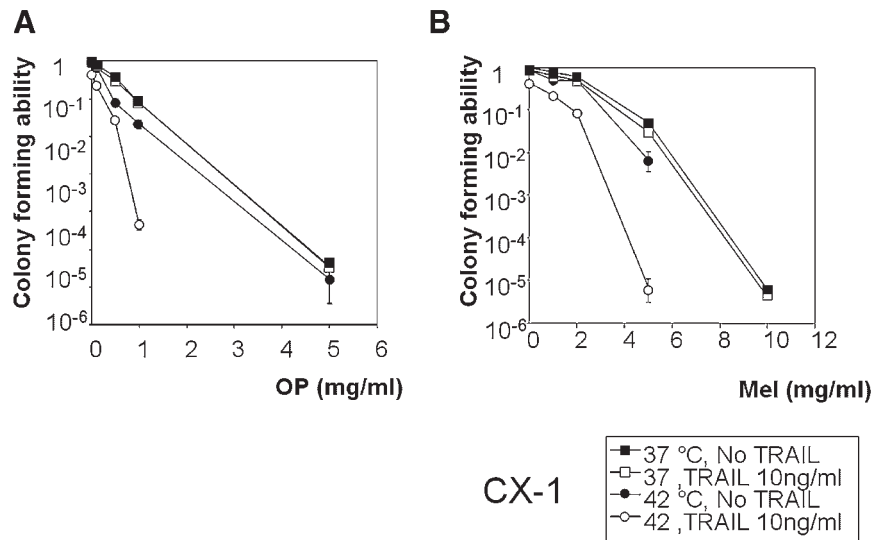 A
Colony forming ability
1
10-1
10-2
10-3
10-4
10-5
10-6
0 1 2 3 4 5 6
OP (mg/ml)
B
Colony forming ability
1
10-1
10-2
10-3
10-4
10-5
10-6
0 2 4 6 8 10 12
Mel (mg/ml)
CX-1
37 °C, No TRAIL
37 ,TRAIL 10ng/ml
42 °C, No TRAIL
42 ,TRAIL 10ng/ml